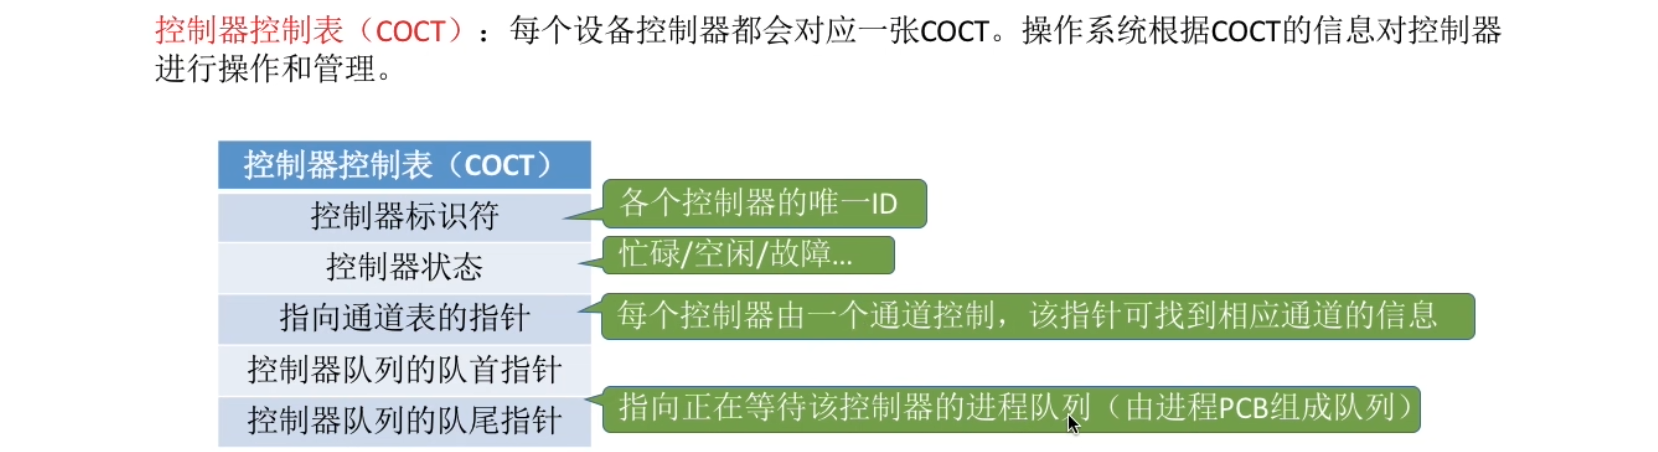 控制器控制表（COCT）：每个设备控制器都会对应一张COCT。操作系统根据COCT的信息对控制器
进行操作和管理。
控制器控制表（COCT）
控制器标识符
各个控制器的唯一ID
控制器状态
忙碌/空闲/故障...
指向通道表的指针
每个控制器由一个通道控制，该指针可找到相应通道的信息
控制器队列的队首指针
控制器队列的队尾指针
指向正在等待该控制器的进程队列（由进程PCB组成队列）